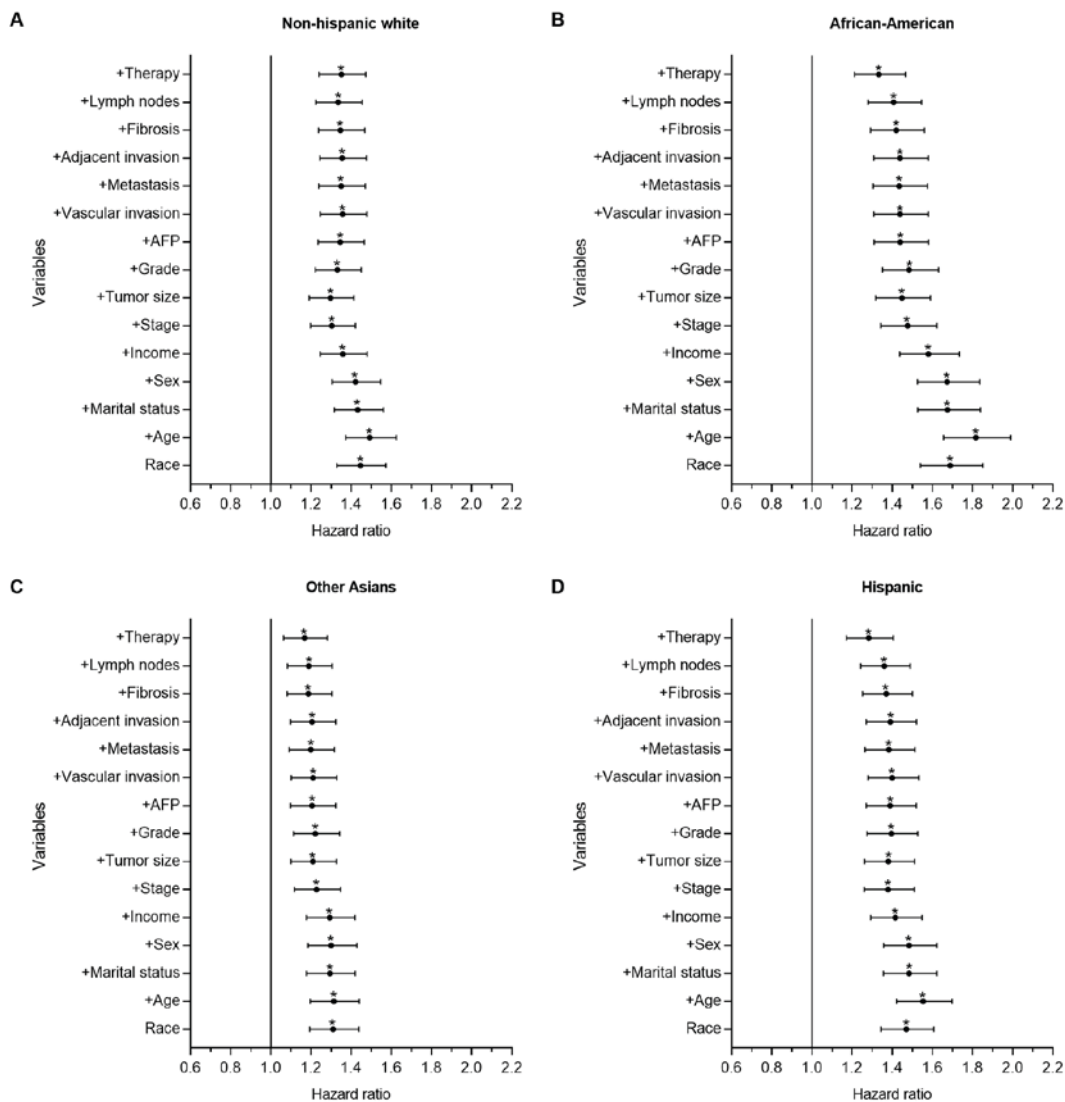 A
Non-hispanic white
Variables
+Therapy
+Lymph nodes
+Fibrosis
+Adjacent invasion
+Metastasis
+Vascular invasion
+AFP
+Grade
+Tumor size
+Stage
+Income
+Sex
+Marital status
+Age
Race
* * * * * * * * * * * * * * *
0.6 0.8 1.0 1.2 1.4 1.6 1.8 2.0 2.2
Hazard ratio
B
African-American
Variables
+Therapy
+Lymph nodes
+Fibrosis
+Adjacent invasion
+Metastasis
+Vascular invasion
+AFP
+Grade
+Tumor size
+Stage
+Income
+Sex
+Marital status
+Age
Race
* * * * * * * * * * * * * * *
0.6 0.8 1.0 1.2 1.4 1.6 1.8 2.0 2.2
Hazard ratio
C
Other Asians
Variables
+Therapy
+Lymph nodes
+Fibrosis
+Adjacent invasion
+Metastasis
+Vascular invasion
+AFP
+Grade
+Tumor size
+Stage
+Income
+Sex
+Marital status
+Age
Race
* * * * * * * * * * * * * * *
0.6 0.8 1.0 1.2 1.4 1.6 1.8 2.0 2.2
Hazard ratio
D
Hispanic
Variables
+Therapy
+Lymph nodes
+Fibrosis
+Adjacent invasion
+Metastasis
+Vascular invasion
+AFP
+Grade
+Tumor size
+Stage
+Income
+Sex
+Marital status
+Age
Race
* * * * * * * * * * * * * * *
0.6 0.8 1.0 1.2 1.4 1.6 1.8 2.0 2.2
Hazard ratio